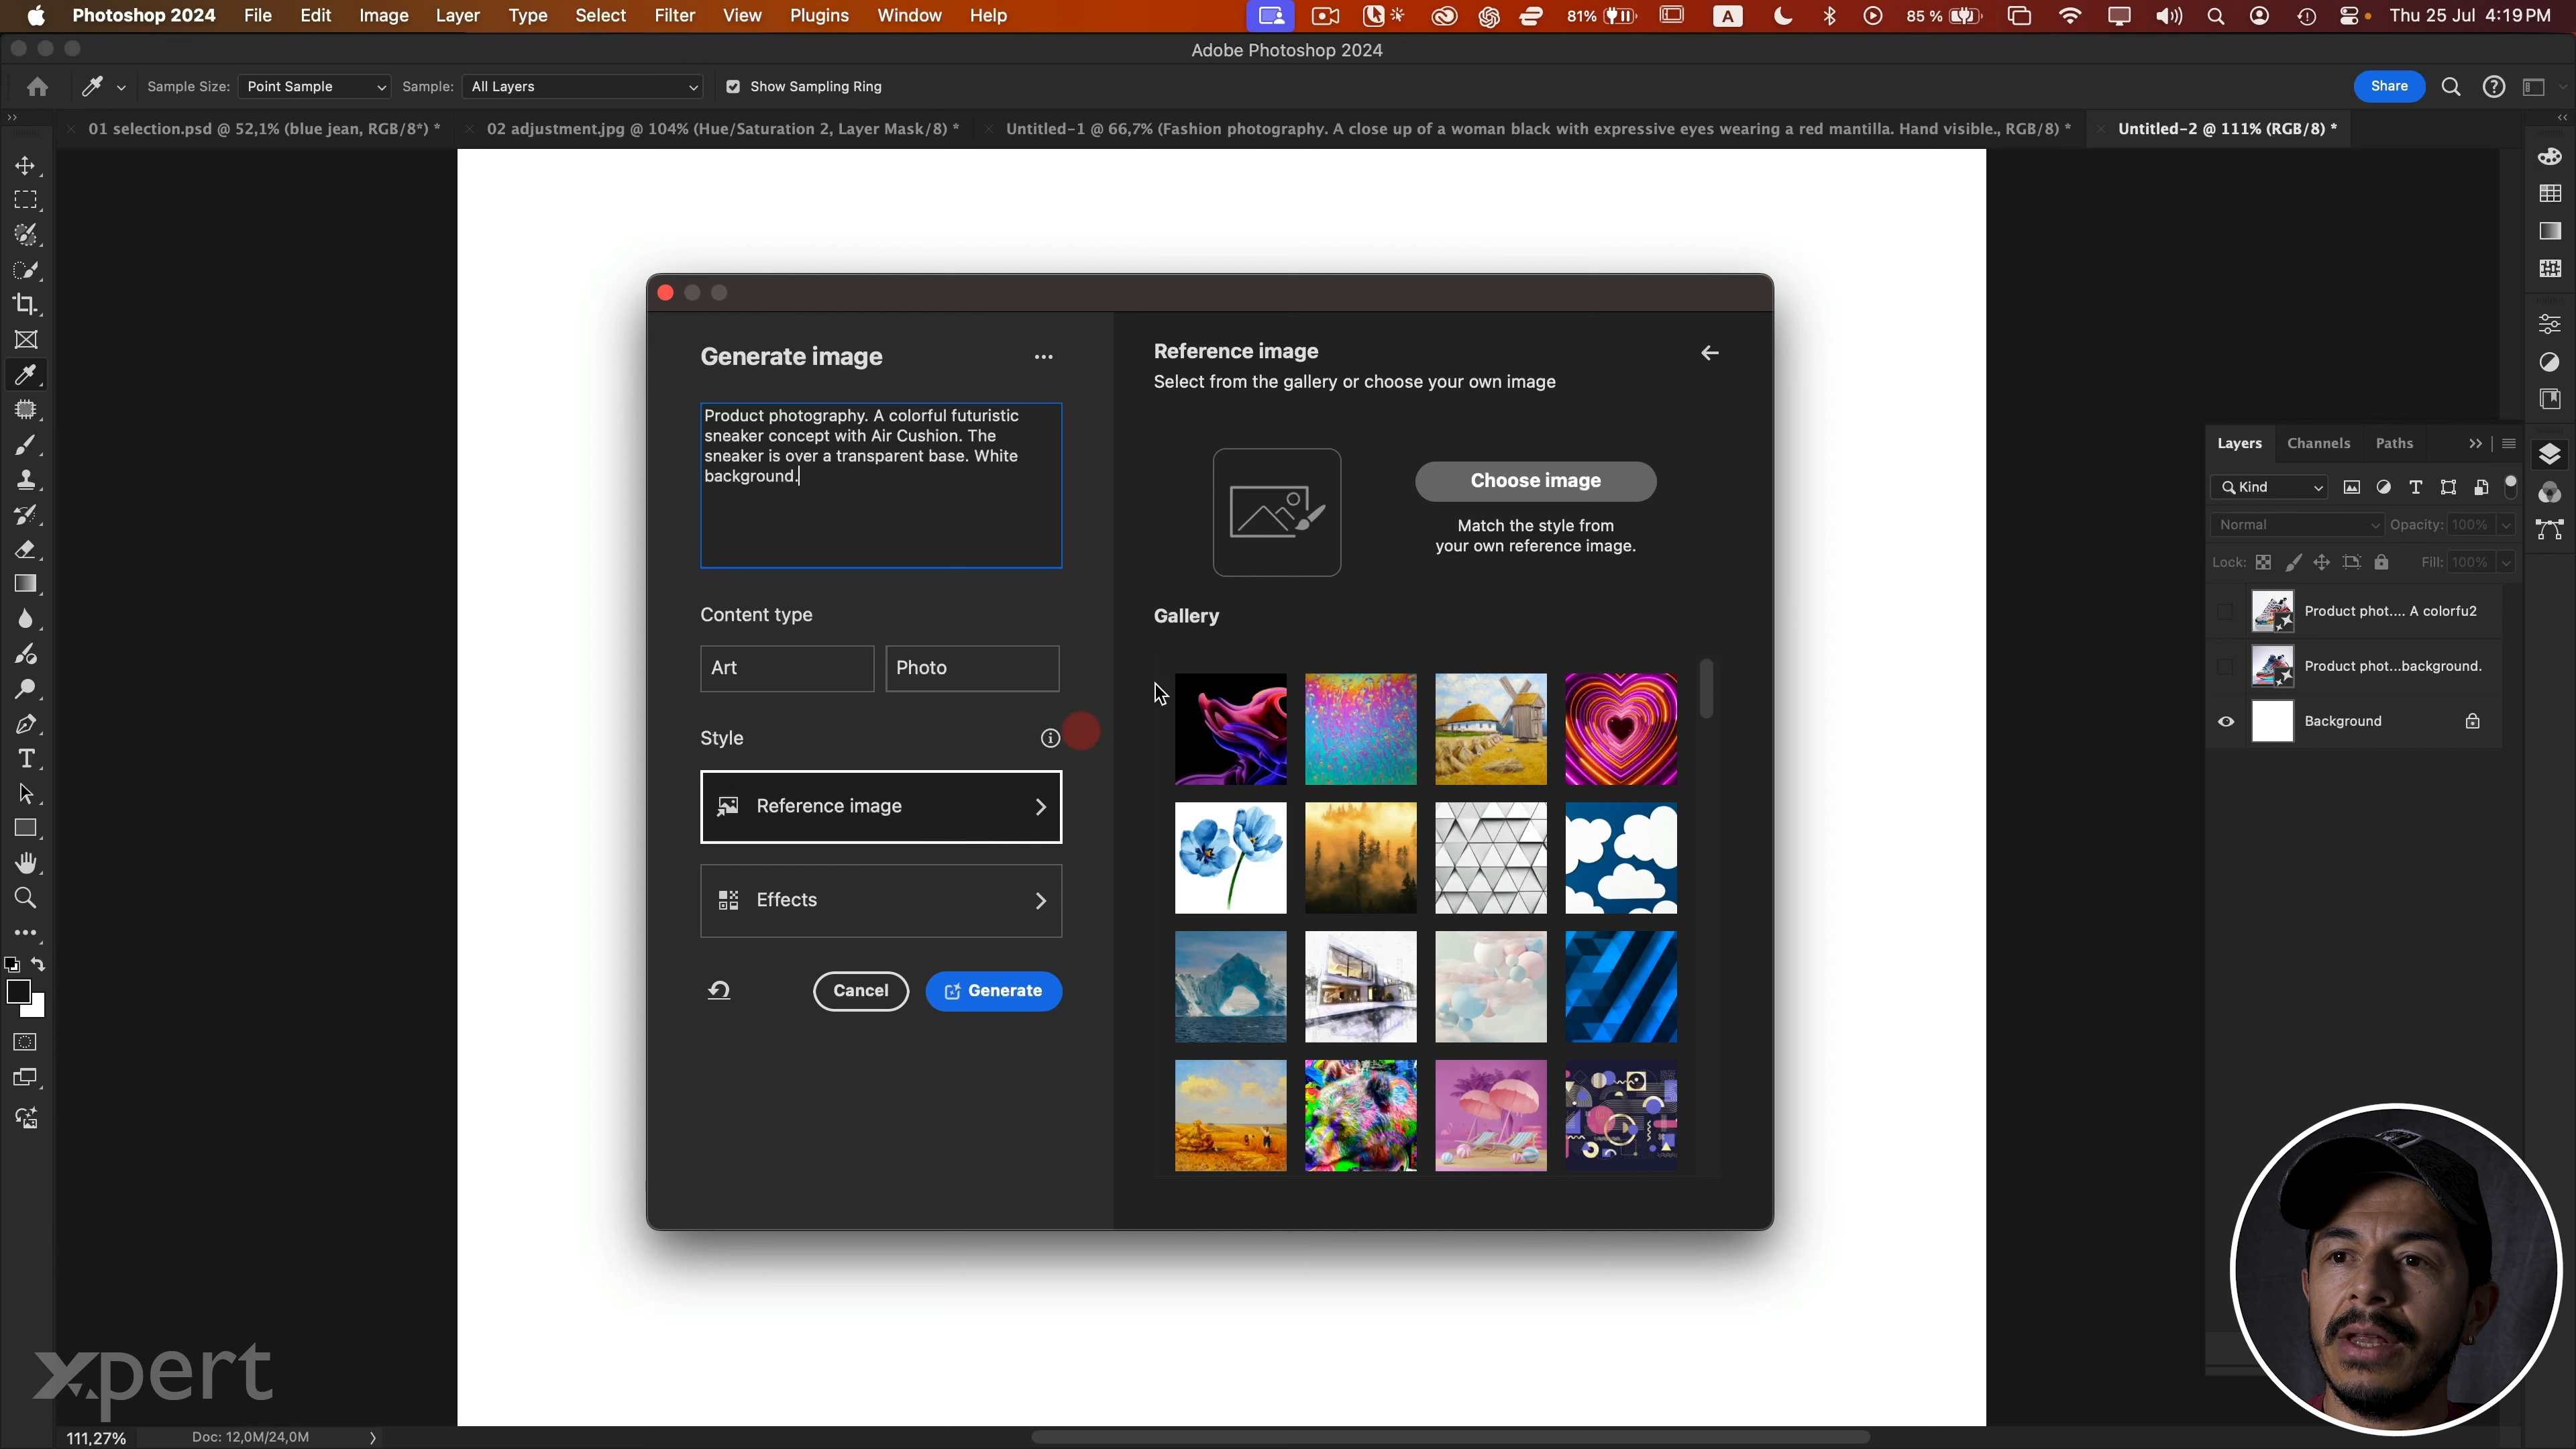 Photoshop 2024 File Edit Image Layer Type Select Filter View Plugins Window Help 81% A 85 % Thu 25 Jul 4:19 PM
Adobe Photoshop 2024
Sample Size: Point Sample Sample: All Layers Show Sampling Ring Share
01 selection.psd @ 52,1% (blue jean, RGB/8*) * 02 adjustment.jpg @ 104% (Hue/Saturation 2, Layer Mask/8) * Untitled-1 @ 66,7% (Fashion photography. A close up of a woman black with expressive eyes wearing a red mantilla. Hand visible., RGB/8) * Untitled-2 @ 111% (RGB/8) *
Generate image
Product photography. A colorful futuristic
sneaker concept with Air Cushion. The
sneaker is over a transparent base. White
background.
Content type
Art Photo
Style
Reference image
Effects
Cancel Generate
Reference image
Select from the gallery or choose your own image
Choose image
Match the style from
your own reference image.
Gallery
Layers Channels Paths
Kind
Normal Opacity: 100%
Lock: Fill: 100%
Product phot.... A colorfu2
Product phot...background.
Background
xpert
111,27% Doc: 12,0M/24,0M